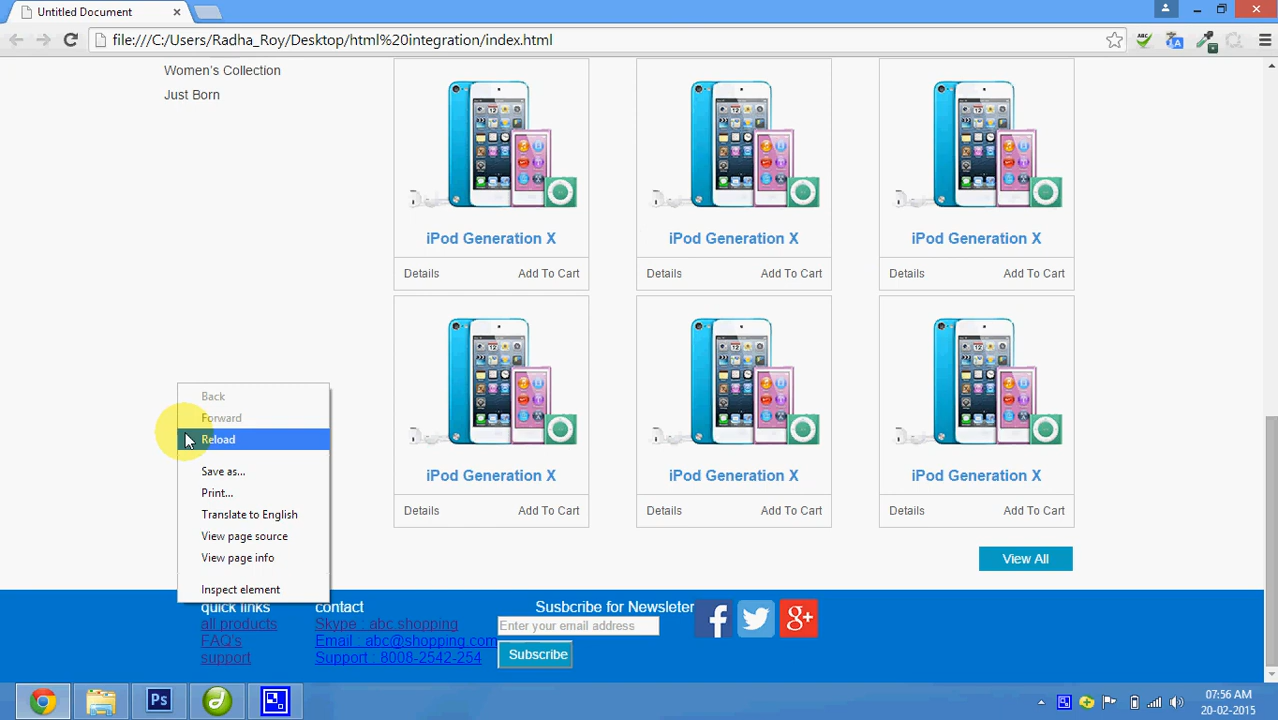 Untitled Document
file:///C:/Users/Radha_Roy/Desktop/html%20integration/index.html
ABC
Women's Collection
Just Born
iPod Generation X
iPod Generation X
iPod Generation X
Details Add To Cart
Details Add To Cart
Details Add To Cart
iPod Generation X
iPod Generation X
iPod Generation X
Details Add To Cart
Details Add To Cart
Details Add To Cart
View All
Back
Forward
Reload
Save as...
Print...
Translate to English
View page source
View page info
Inspect element
quick links
all products
FAQ's
support
contact
Skype : abc.shopping
Email : abc@shopping.com
Support : 8008-2542-254
Susbcribe for Newsleter
Enter your email address
Subscribe
f
g+
Ps
07:56 AM
20-02-2015